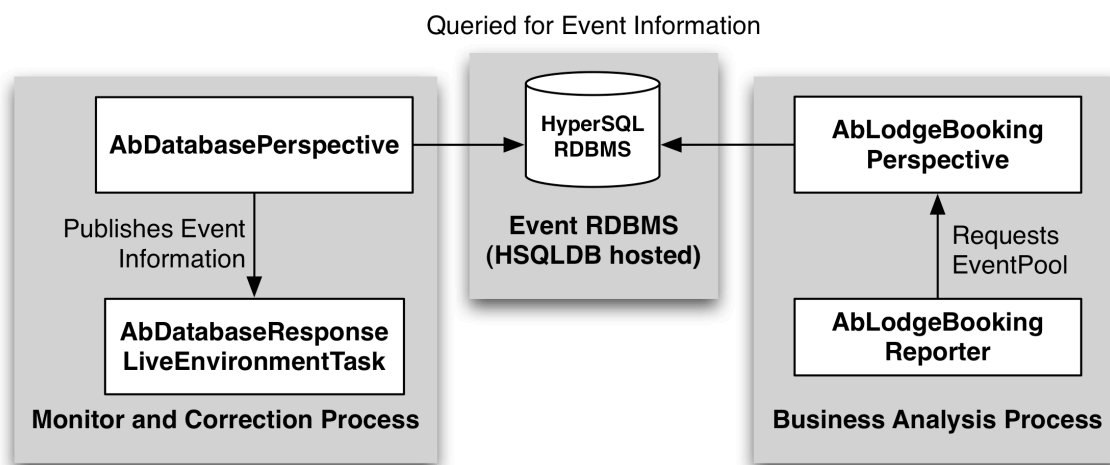 Queried for Event Information
AbDatabasePerspective
Publishes Event
Information
AbDatabaseResponse
LiveEnvironmentTask
Monitor and Correction Process
HyperSQL
RDBMS
Event RDBMS
(HSQLDB hosted)
AbLodgeBooking
Perspective
Requests
EventPool
AbLodgeBooking
Reporter
Business Analysis Process